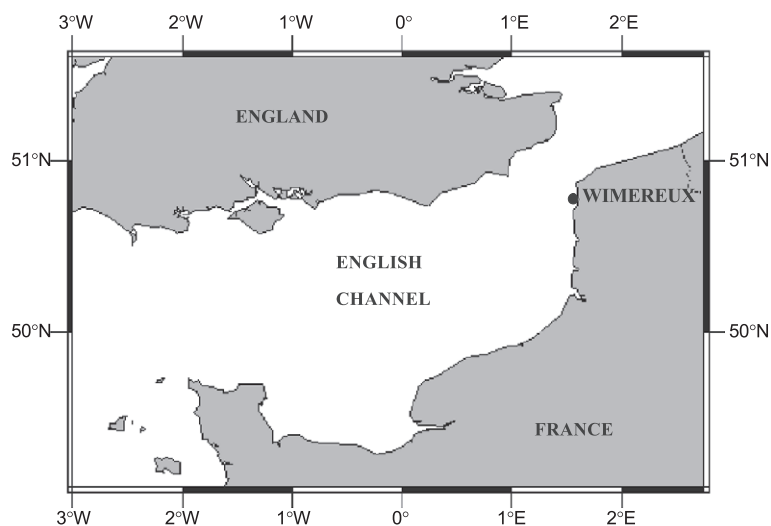 3°W 2°W 1°W 0° 1°E 2°E
ENGLAND
51°N 51°N
WIMEREUX
ENGLISH
CHANNEL
50°N 50°N
FRANCE
3°W 2°W 1°W 0° 1°E 2°E